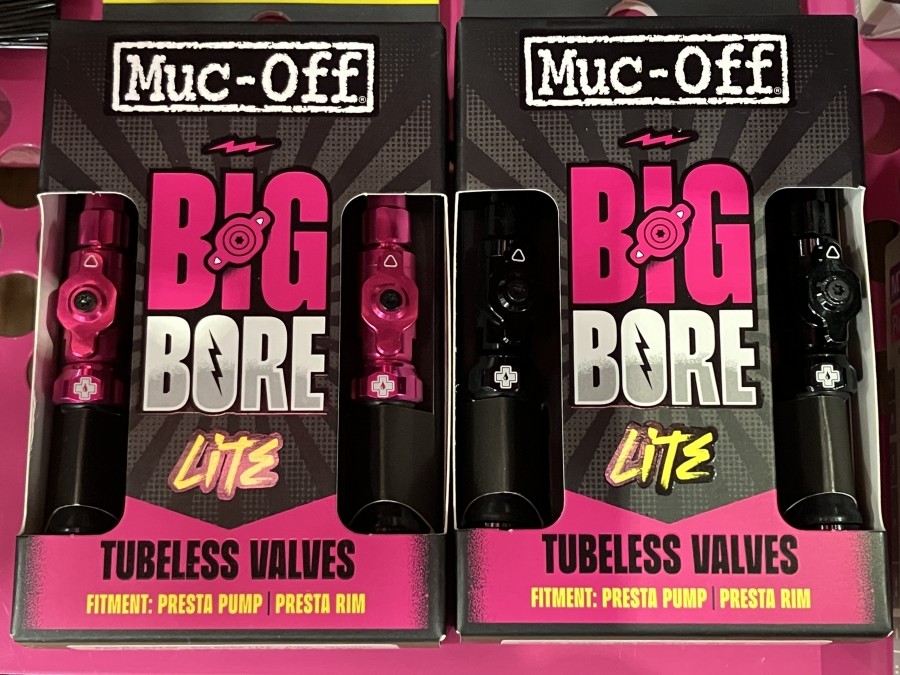 Muc-Off
BIG
BORE
LITE
TUBELESS VALVES
FITMENT: PRESTA PUMP | PRESTA RIM
Muc-Off
BIG
BORE
LITE
TUBELESS VALVES
FITMENT: PRESTA PUMP | PRESTA RIM